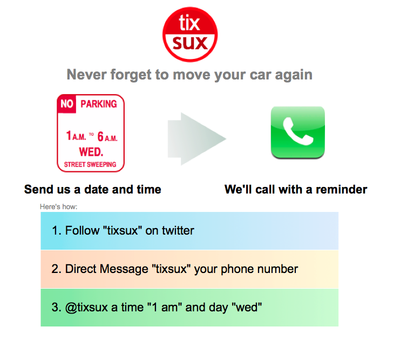 tix
sux
Never forget to move your car again
NO PARKING
1 A.M. TO 6 A.M.
WED.
STREET SWEEPING
Send us a date and time
We'll call with a reminder
Here's how:
1. Follow "tixsux" on twitter
2. Direct Message "tixsux" your phone number
3. @tixsux a time "1 am" and day "wed"